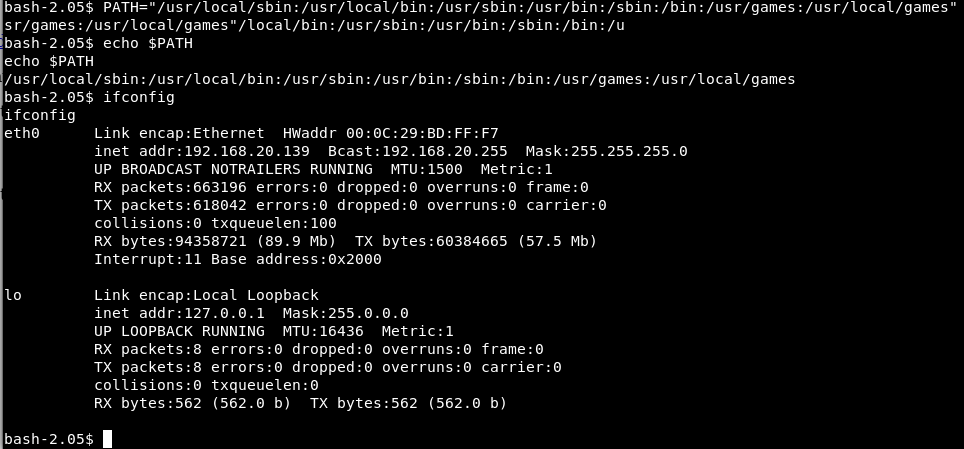 bash-2.05$ PATH="/usr/local/sbin:/usr/local/bin:/usr/sbin:/usr/bin:/sbin:/bin:/usr/games:/usr/local/games"
sr/games:/usr/local/games"/local/bin:/usr/sbin:/usr/bin:/sbin:/bin:/u
bash-2.05$ echo $PATH
echo $PATH
/usr/local/sbin:/usr/local/bin:/usr/sbin:/usr/bin:/sbin:/bin:/usr/games:/usr/local/games
bash-2.05$ ifconfig
ifconfig
eth0      Link encap:Ethernet  HWaddr 00:0C:29:BD:FF:F7
          inet addr:192.168.20.139  Bcast:192.168.20.255  Mask:255.255.255.0
          UP BROADCAST NOTRAILERS RUNNING  MTU:1500  Metric:1
          RX packets:663196 errors:0 dropped:0 overruns:0 frame:0
          TX packets:618042 errors:0 dropped:0 overruns:0 carrier:0
          collisions:0 txqueuelen:100
          RX bytes:94358721 (89.9 Mb)  TX bytes:60384665 (57.5 Mb)
          Interrupt:11 Base address:0x2000

lo        Link encap:Local Loopback
          inet addr:127.0.0.1  Mask:255.0.0.0
          UP LOOPBACK RUNNING  MTU:16436  Metric:1
          RX packets:8 errors:0 dropped:0 overruns:0 frame:0
          TX packets:8 errors:0 dropped:0 overruns:0 carrier:0
          collisions:0 txqueuelen:0
          RX bytes:562 (562.0 b)  TX bytes:562 (562.0 b)

bash-2.05$